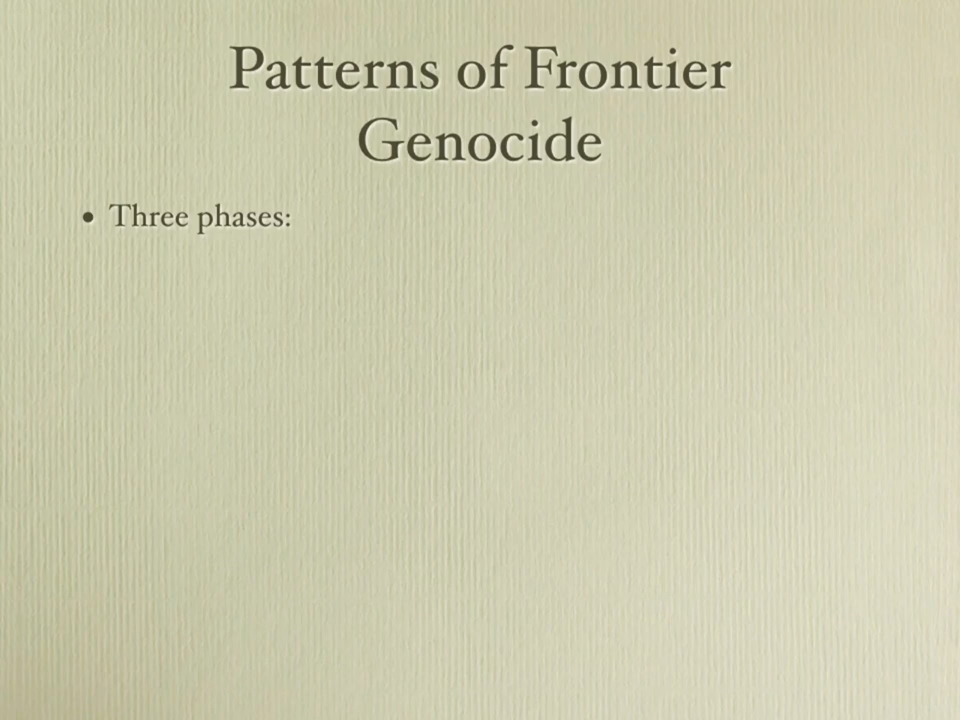 Patterns of Frontier
Genocide
• Three phases: